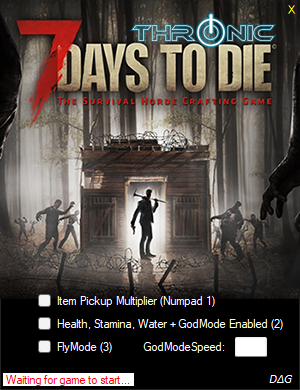 X
THRONIC
7 DAYS TO DIE
THE SURVIVAL HORDE CRAFTING GAME
Item Pickup Multiplier (Numpad 1)
Health, Stamina, Water + GodMode Enabled (2)
FlyMode (3) GodModeSpeed:
Waiting for game to start...
DΔG